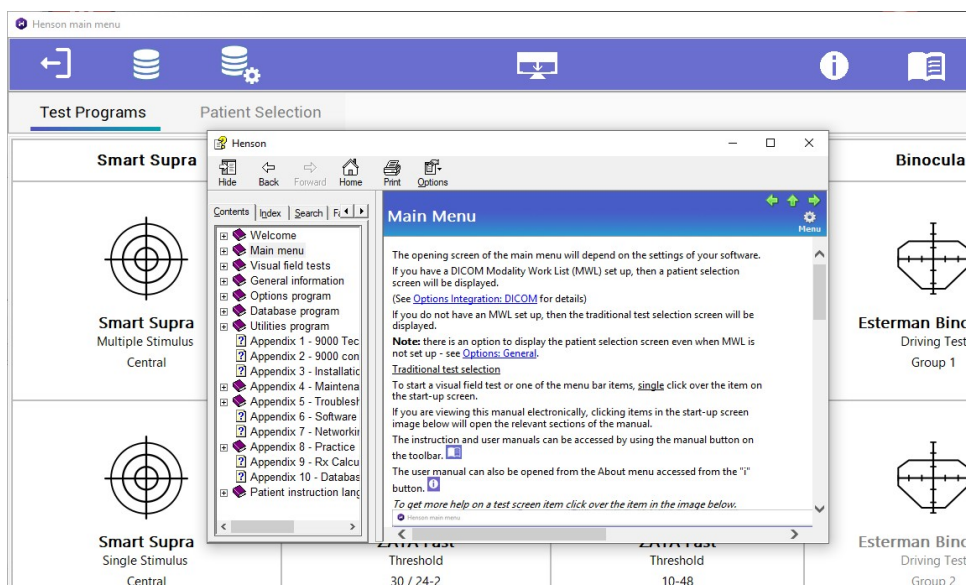 Henson main menu
Test Programs
Patient Selection
Smart Supra
Henson
Hide Back Forward Home Print Options
Contents Index Search
Welcome
Main menu
Visual field tests
General information
Options program
Database program
Utilities program
Appendix 1 - 9000 Tec
Appendix 2 - 9000 con
Appendix 3 - Installatic
Appendix 4 - Maintena
Appendix 5 - Troublesh
Appendix 6 - Software
Appendix 7 - Networkin
Appendix 8 - Practice
Appendix 9 - Rx Calcu
Appendix 10 - Databas
Patient instruction lang
Main Menu
Menu
The opening screen of the main menu will depend on the settings of your software.
If you have a DICOM Modality Work List (MWL) set up, then a patient selection
screen will be displayed.
(See Options Integration: DICOM for details)
If you do not have an MWL set up, then the traditional test selection screen will be
displayed.
Note: there is an option to display the patient selection screen even when MWL is
not set up - see Options: General.
Traditional test selection
To start a visual field test or one of the menu bar items, single click over the item on
the start-up screen.
If you are viewing this manual electronically, clicking items in the start-up screen
image below will open the relevant sections of the manual.
The instruction and user manuals can be accessed by using the manual button on
the toolbar.
The user manual can also be opened from the About menu accessed from the "i"
button.
To get more help on a test screen item click over the item in the image below.
Henson main menu
Binocula
Smart Supra
Multiple Stimulus
Central
Esterman Bino
Driving Test
Group 1
Smart Supra
Single Stimulus
Central
ZATA Fast
Threshold
30 / 24-2
ZATA Fast
Threshold
10-48
Esterman Bino
Driving Test
Group 2